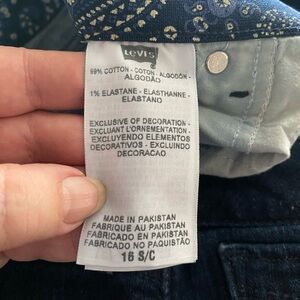 Levi's
99% COTTON - COTON - ALGODÓN -
ALGODÃO
1% ELASTANE - ELASTHANNE -
ELASTANO
EXCLUSIVE OF DECORATION -
EXCLUANT L'ORNEMENTATION -
EXCLUYENDO ELEMENTOS
DECORATIVOS - EXCLUINDO
DECORACAO
MADE IN PAKISTAN
FABRIQUE AU PAKISTAN
FABRICADO EN PAKISTAN
FABRICADO NO PAQUISTÃO
16 S/C